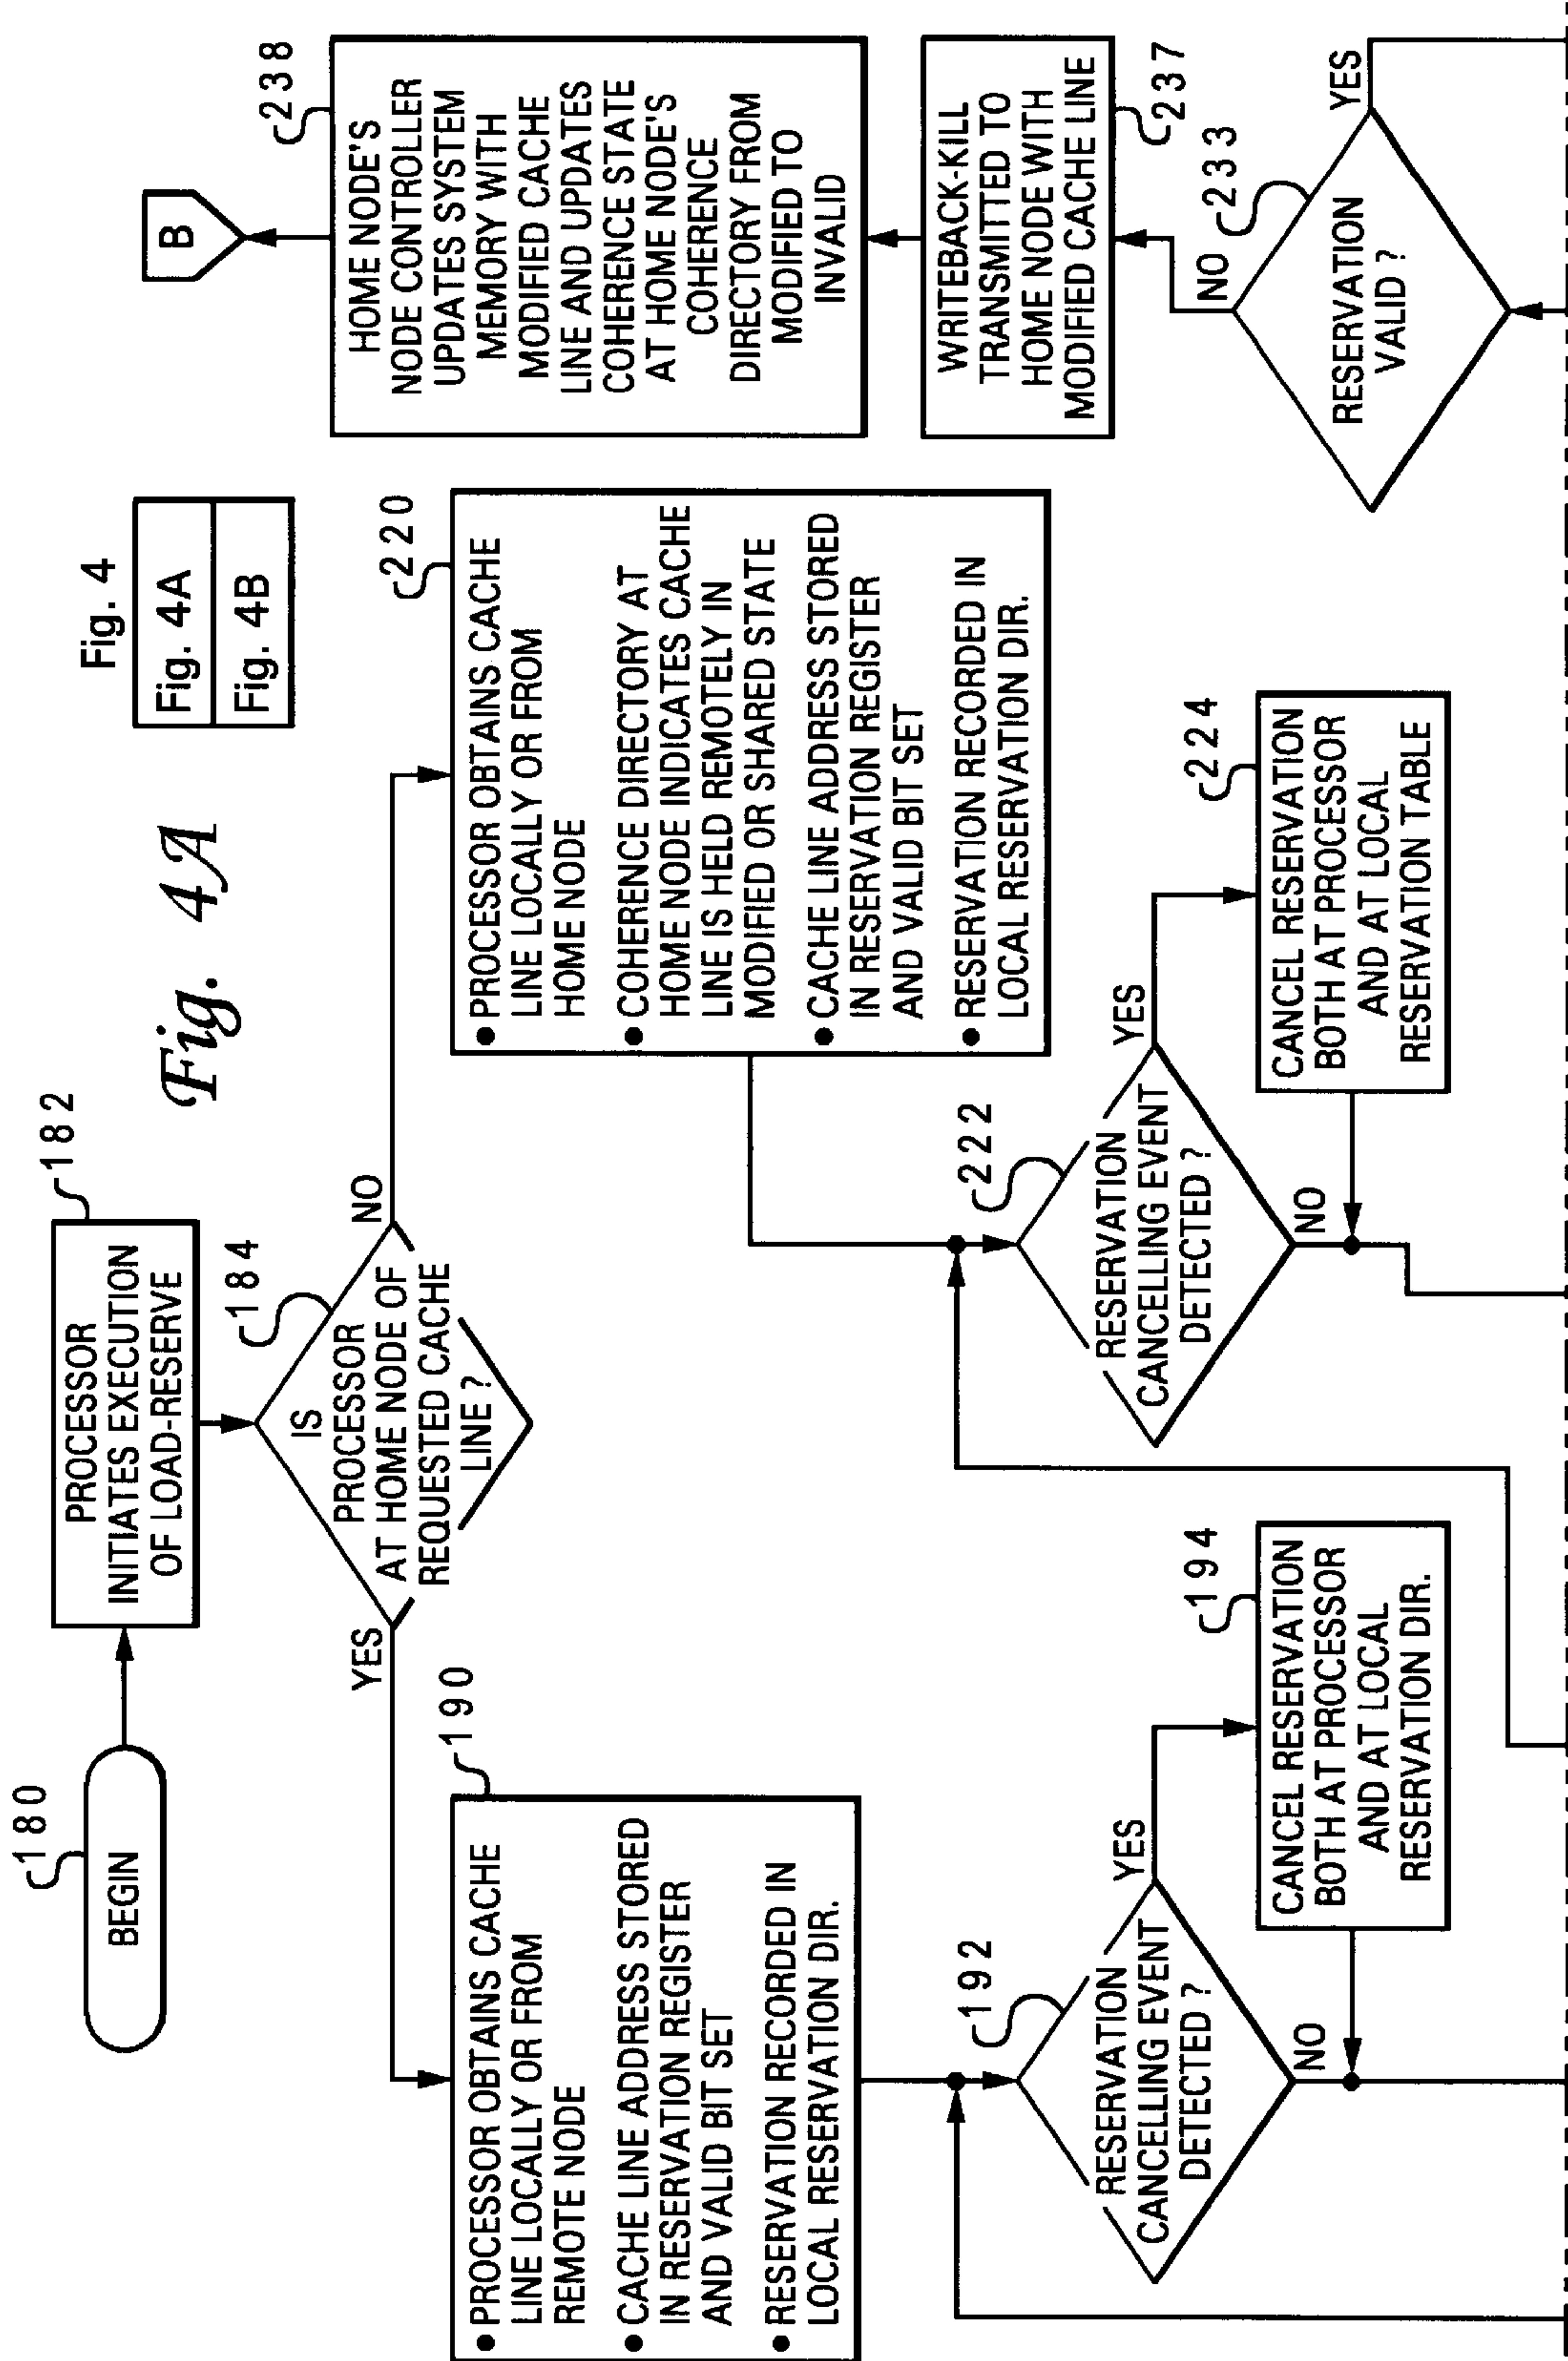 Fig. 4
Fig. 4A
Fig. 4B
Fig. 4A
180
BEGIN
182
PROCESSOR
INITIATES EXECUTION
OF LOAD-RESERVE
184
IS
PROCESSOR
AT HOME NODE OF
REQUESTED CACHE
LINE ?
YES
NO
190
● PROCESSOR OBTAINS CACHE
LINE LOCALLY OR FROM
REMOTE NODE
● CACHE LINE ADDRESS STORED
IN RESERVATION REGISTER
AND VALID BIT SET
● RESERVATION RECORDED IN
LOCAL RESERVATION DIR.
192
RESERVATION
CANCELLING EVENT
DETECTED ?
YES
NO
194
CANCEL RESERVATION
BOTH AT PROCESSOR
AND AT LOCAL
RESERVATION DIR.
220
● PROCESSOR OBTAINS CACHE
LINE LOCALLY OR FROM
HOME NODE
● COHERENCE DIRECTORY AT
HOME NODE INDICATES CACHE
LINE IS HELD REMOTELY IN
MODIFIED OR SHARED STATE
● CACHE LINE ADDRESS STORED
IN RESERVATION REGISTER
AND VALID BIT SET
● RESERVATION RECORDED IN
LOCAL RESERVATION DIR.
222
RESERVATION
CANCELLING EVENT
DETECTED ?
YES
NO
224
CANCEL RESERVATION
BOTH AT PROCESSOR
AND AT LOCAL
RESERVATION TABLE
B
238
HOME NODE'S
NODE CONTROLLER
UPDATES SYSTEM
MEMORY WITH
MODIFIED CACHE
LINE AND UPDATES
COHERENCE STATE
AT HOME NODE'S
COHERENCE
DIRECTORY FROM
MODIFIED TO
INVALID
WRITEBACK-KILL
TRANSMITTED TO
HOME NODE WITH
MODIFIED CACHE LINE
237
NO
233
RESERVATION
VALID ?
YES